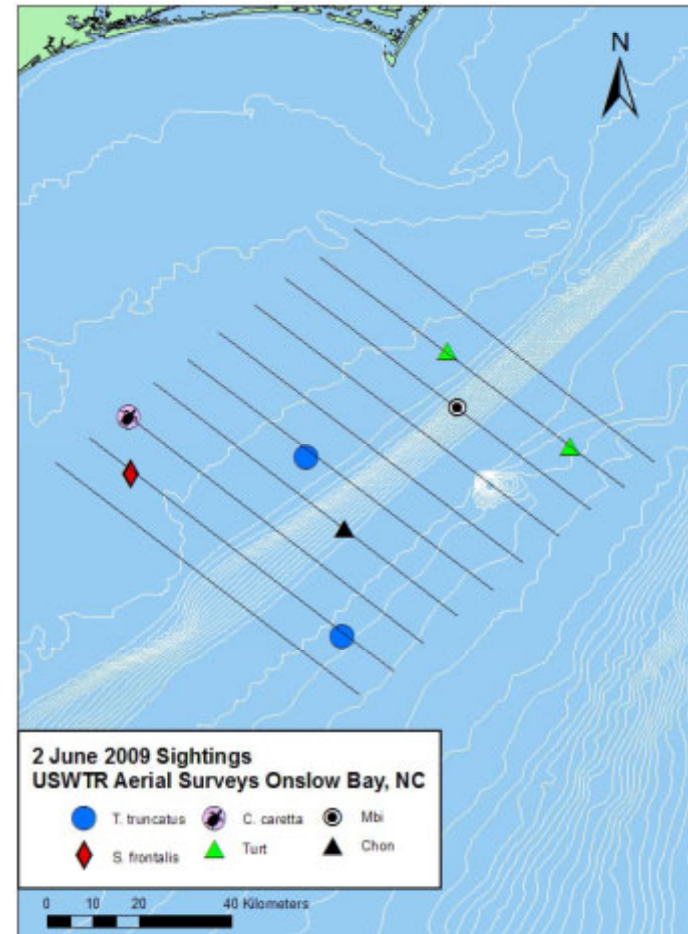 N
2 June 2009 Sightings
USWTR Aerial Surveys Onslow Bay, NC
T. truncatus C. caretta Mbi
S. frontalis Turt Chon
0 10 20 40 Kilometers